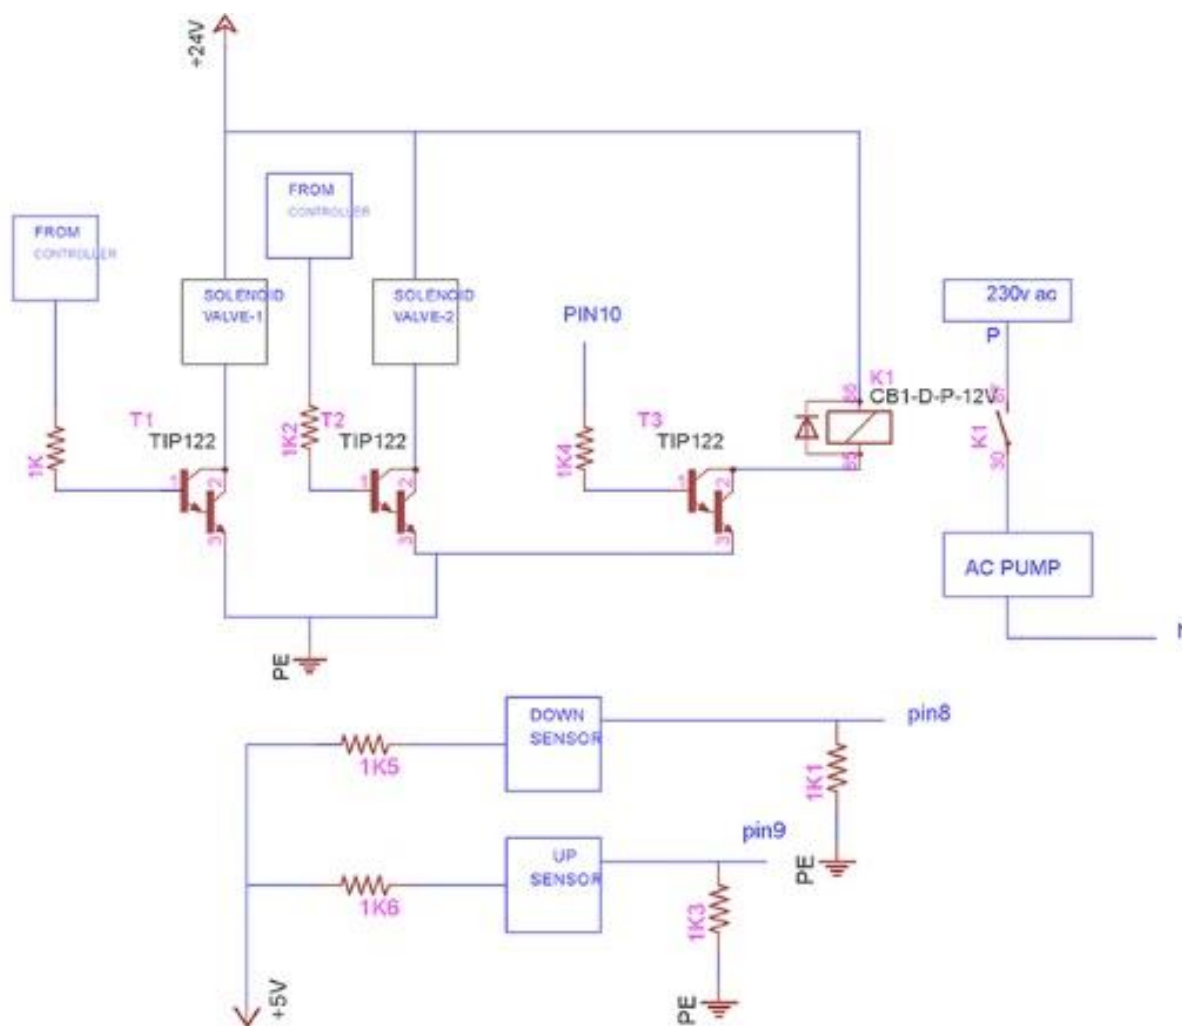 +24V
FROM
CONTROLLER
FROM
CONTROLLER
SOLENOID
VALVE-1
SOLENOID
VALVE-2
PIN10
230v ac
P
K1
CB1-D-P-12V
86
85
87
K1
30
T1
TIP122
1K
1
2
3
T2
TIP122
1K2
1
2
3
T3
TIP122
1K4
1
2
3
AC PUMP
N
PE
DOWN
SENSOR
pin8
1K5
1K1
PE
UP
SENSOR
pin9
1K6
1K3
PE
+5V